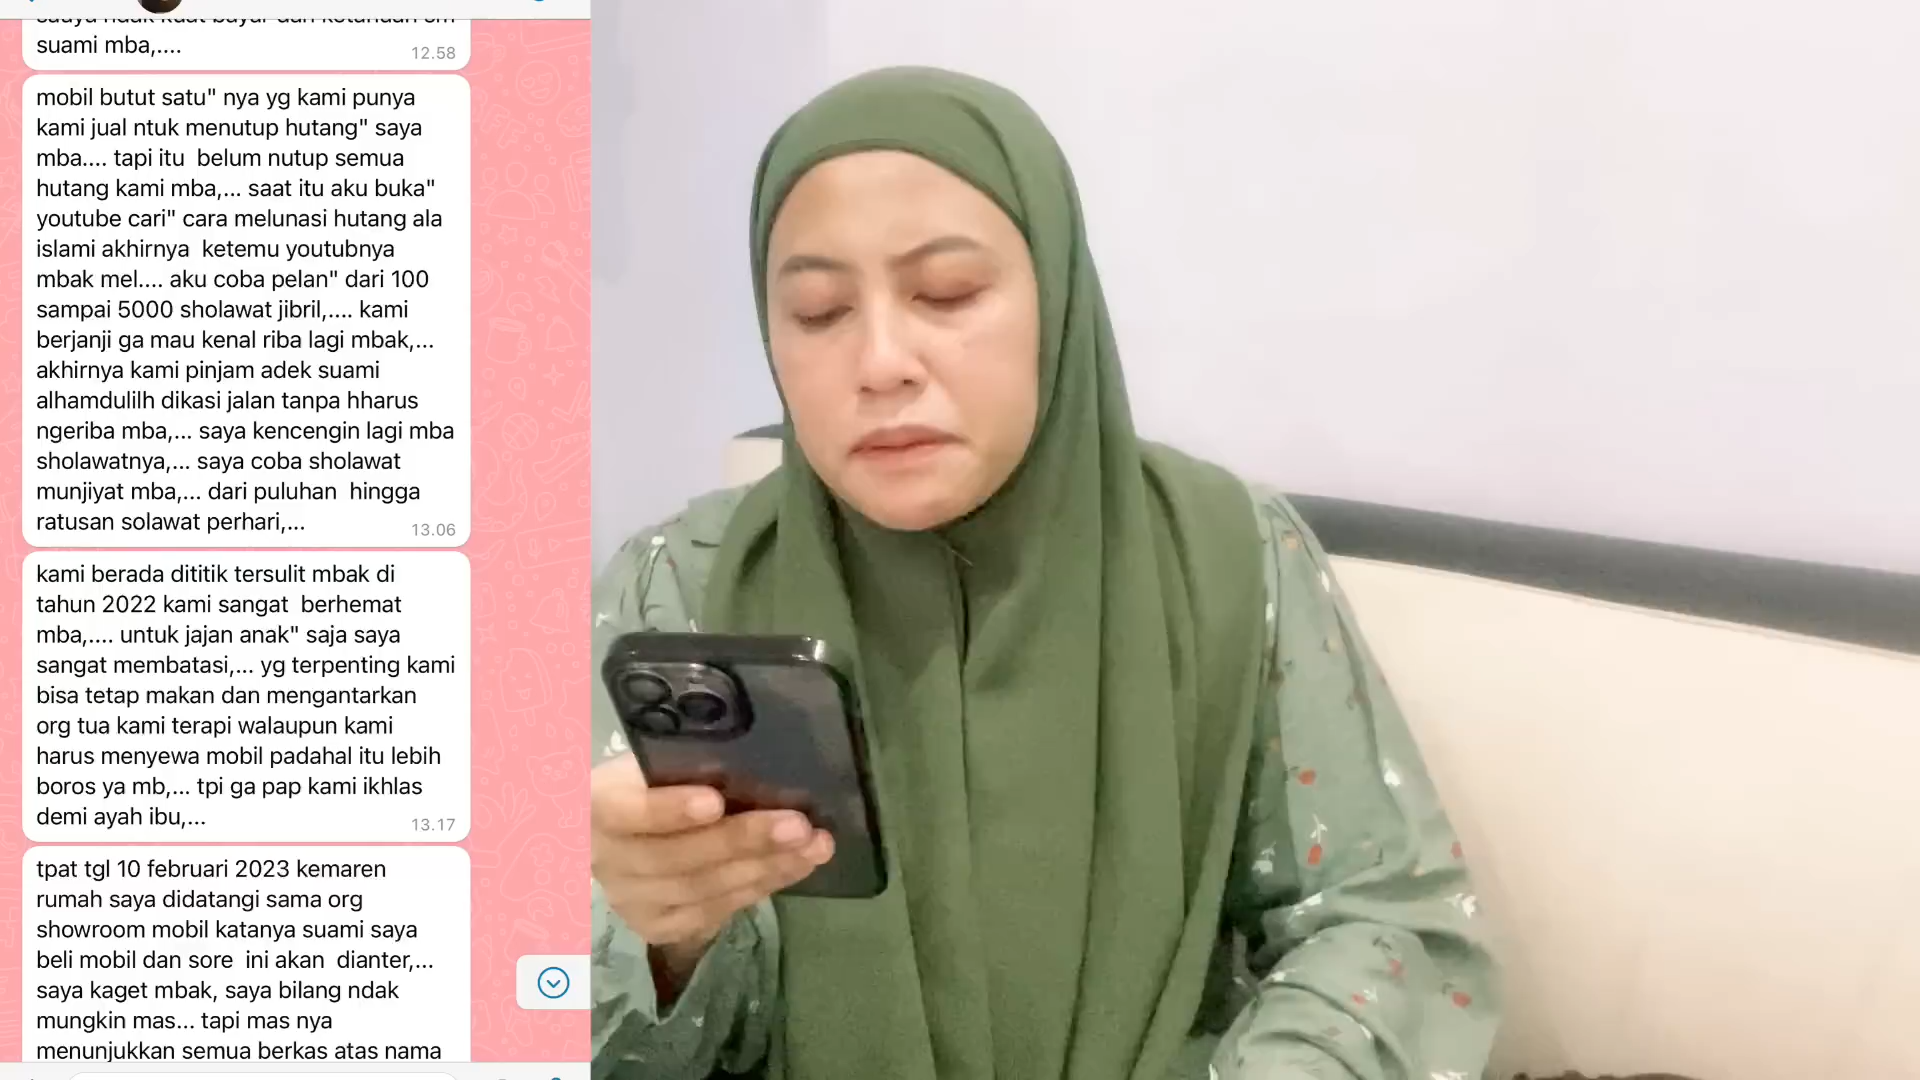 suami mba,....
12.58
mobil butut satu" nya yg kami punya
kami jual ntuk menutup hutang" saya
mba.... tapi itu belum nutup semua
hutang kami mba,... saat itu aku buka"
youtube cari" cara melunasi hutang ala
islami akhirnya ketemu youtubnya
mbak mel.... aku coba pelan" dari 100
sampai 5000 sholawat jibril,.... kami
berjanji ga mau kenal riba lagi mbak,...
akhirnya kami pinjam adek suami
alhamdulilh dikasi jalan tanpa hharus
ngeriba mba,... saya kencengin lagi mba
sholawatnya,... saya coba sholawat
munjiyat mba,... dari puluhan hingga
ratusan solawat perhari,...
13.06
kami berada dititik tersulit mbak di
tahun 2022 kami sangat berhemat
mba,.... untuk jajan anak" saja saya
sangat membatasi,... yg terpenting kami
bisa tetap makan dan mengantarkan
org tua kami terapi walaupun kami
harus menyewa mobil padahal itu lebih
boros ya mb,... tpi ga pap kami ikhlas
demi ayah ibu,...
13.17
tpat tgl 10 februari 2023 kemaren
rumah saya didatangi sama org
showroom mobil katanya suami saya
beli mobil dan sore ini akan dianter,...
saya kaget mbak, saya bilang ndak
mungkin mas... tapi mas nya
menunjukkan semua berkas atas nama